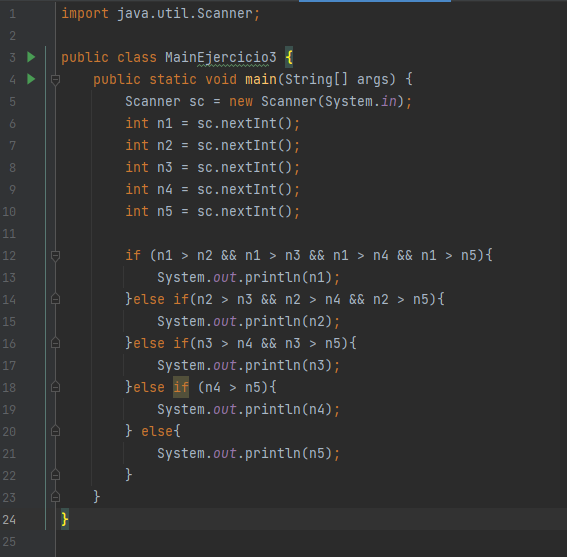 1 import java.util.Scanner;
2
3 public class MainEjercicio3 {
4     public static void main(String[] args) {
5         Scanner sc = new Scanner(System.in);
6         int n1 = sc.nextInt();
7         int n2 = sc.nextInt();
8         int n3 = sc.nextInt();
9         int n4 = sc.nextInt();
10         int n5 = sc.nextInt();
11
12         if (n1 > n2 && n1 > n3 && n1 > n4 && n1 > n5){
13             System.out.println(n1);
14         }else if(n2 > n3 && n2 > n4 && n2 > n5){
15             System.out.println(n2);
16         }else if(n3 > n4 && n3 > n5){
17             System.out.println(n3);
18         }else if (n4 > n5){
19             System.out.println(n4);
20         } else{
21             System.out.println(n5);
22         }
23     }
24 }
25